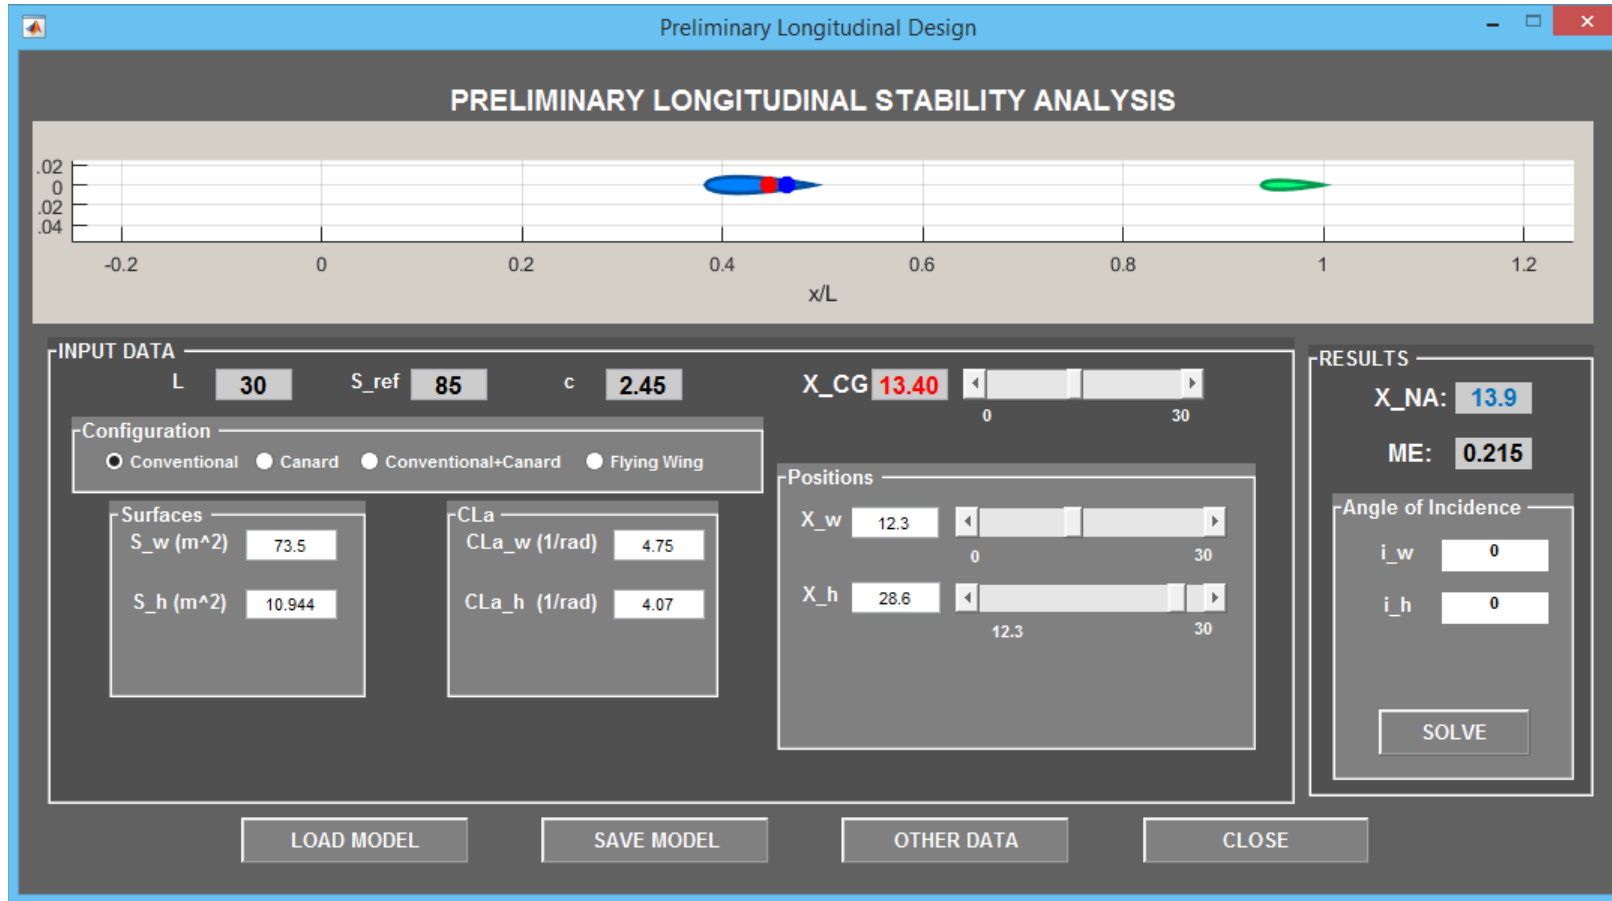 Preliminary Longitudinal Design
PRELIMINARY LONGITUDINAL STABILITY ANALYSIS
.02
0
.02
.04
-0.2 0 0.2 0.4 0.6 0.8 1 1.2
x/L
INPUT DATA
L 30 S_ref 85 c 2.45
X_CG 13.40
0 30
Configuration
Conventional Canard Conventional+Canard Flying Wing
Surfaces
S_w (m^2) 73.5
S_h (m^2) 10.944
CLa
CLa_w (1/rad) 4.75
CLa_h (1/rad) 4.07
Positions
X_w 12.3
0 30
X_h 28.6
12.3 30
RESULTS
X_NA: 13.9
ME: 0.215
Angle of Incidence
i_w 0
i_h 0
SOLVE
LOAD MODEL SAVE MODEL OTHER DATA CLOSE